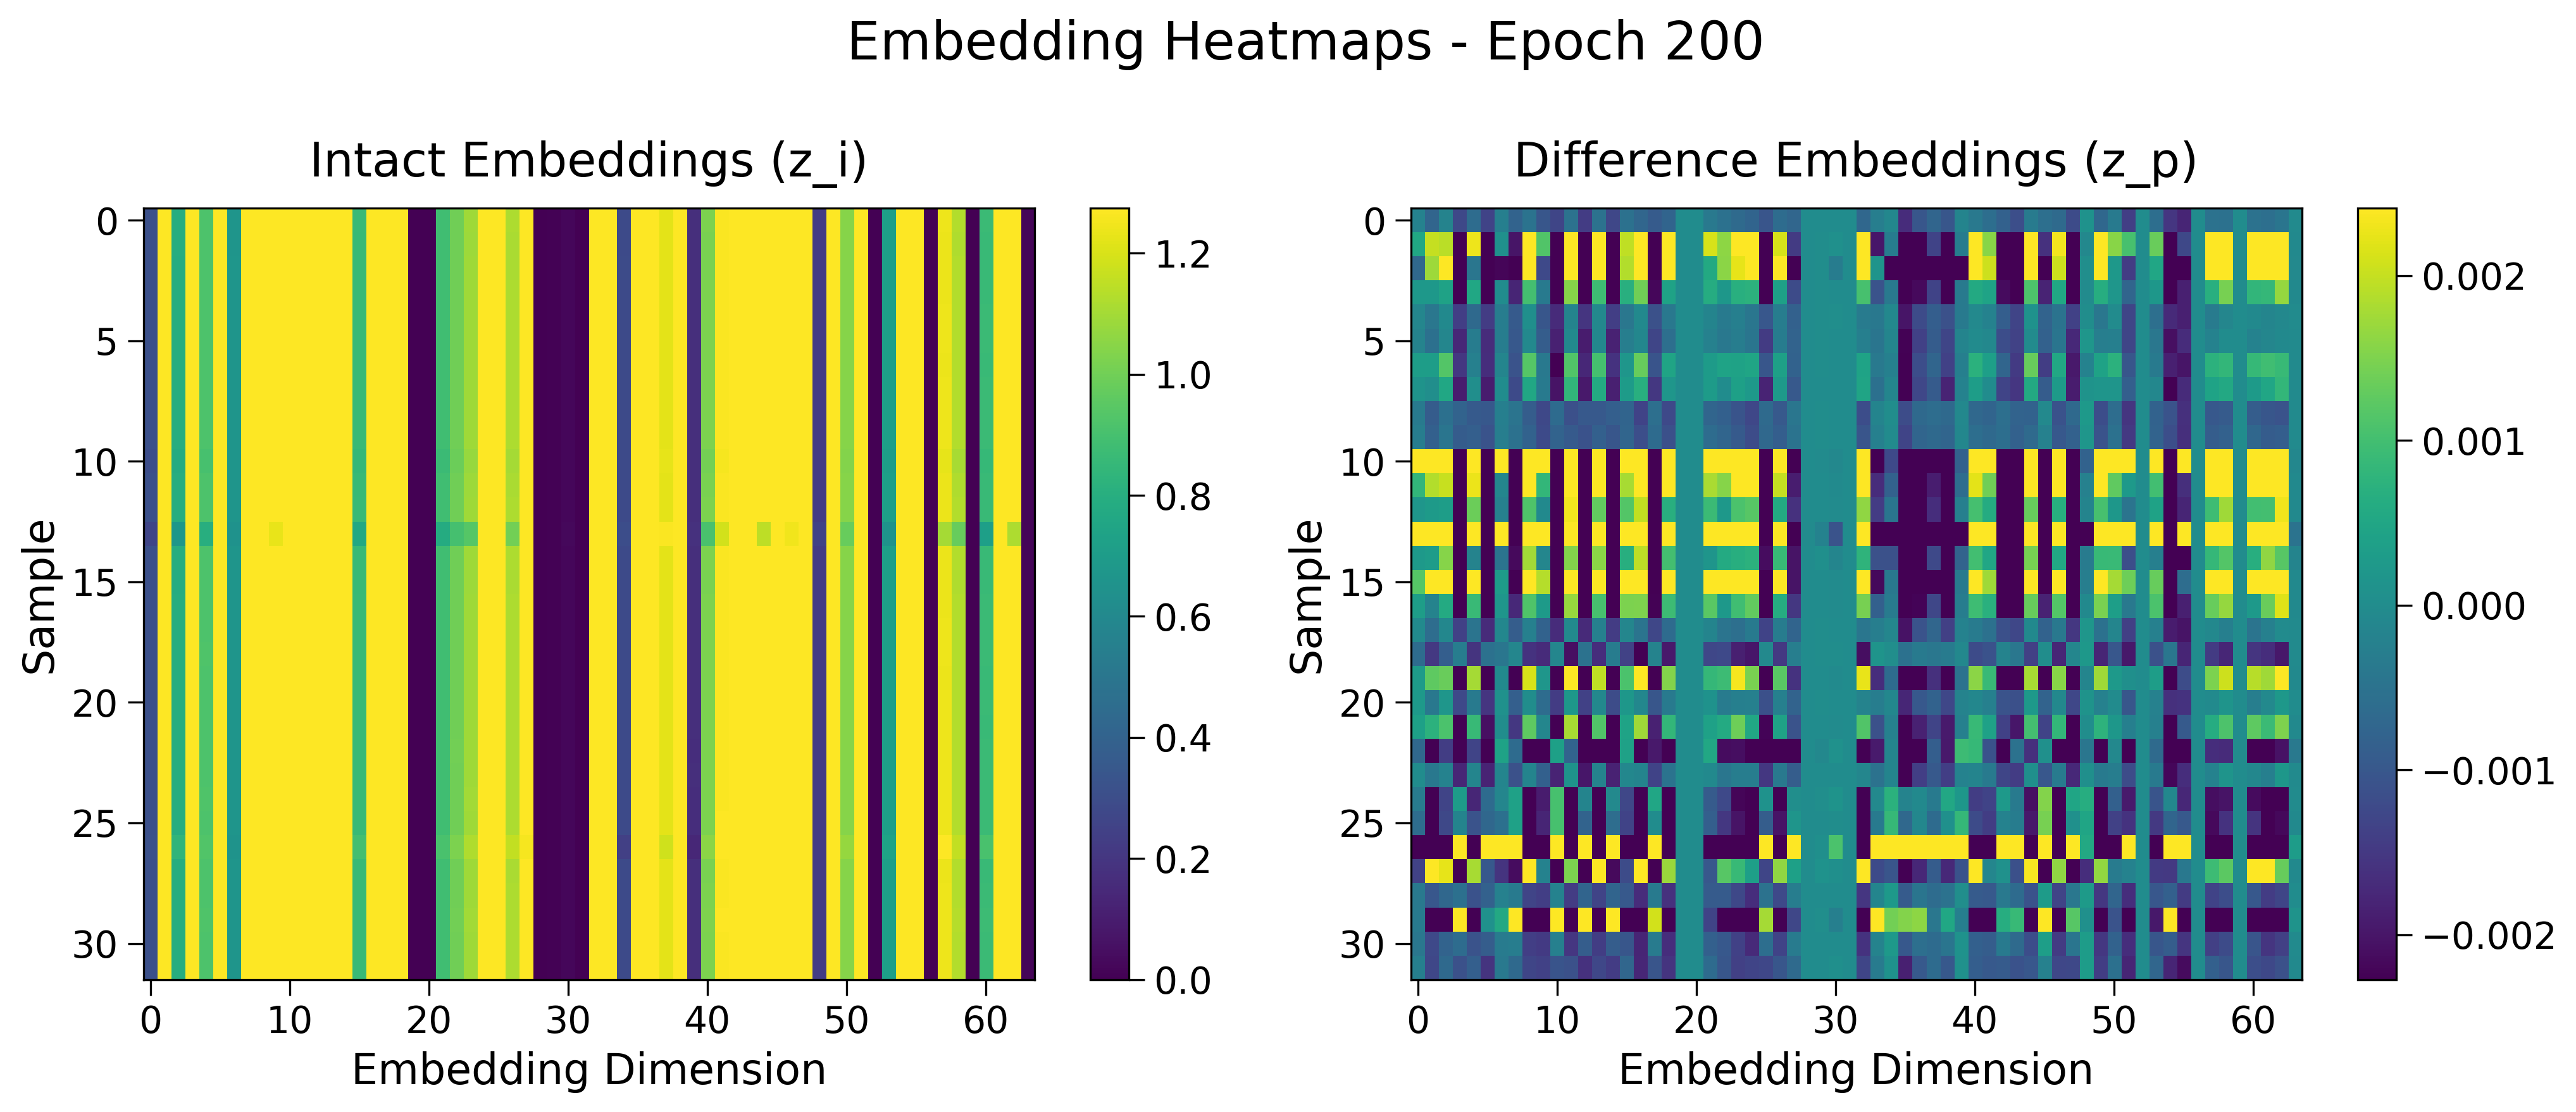 Embedding Heatmaps - Epoch 200
Intact Embeddings (z_i)
Difference Embeddings (z_p)
0
5
10
15
20
25
30
Sample
0 10 20 30 40 50 60
Embedding Dimension
1.2
1.0
0.8
0.6
0.4
0.2
0.0
0
5
10
15
20
25
30
Sample
0 10 20 30 40 50 60
Embedding Dimension
0.002
0.001
0.000
−0.001
−0.002